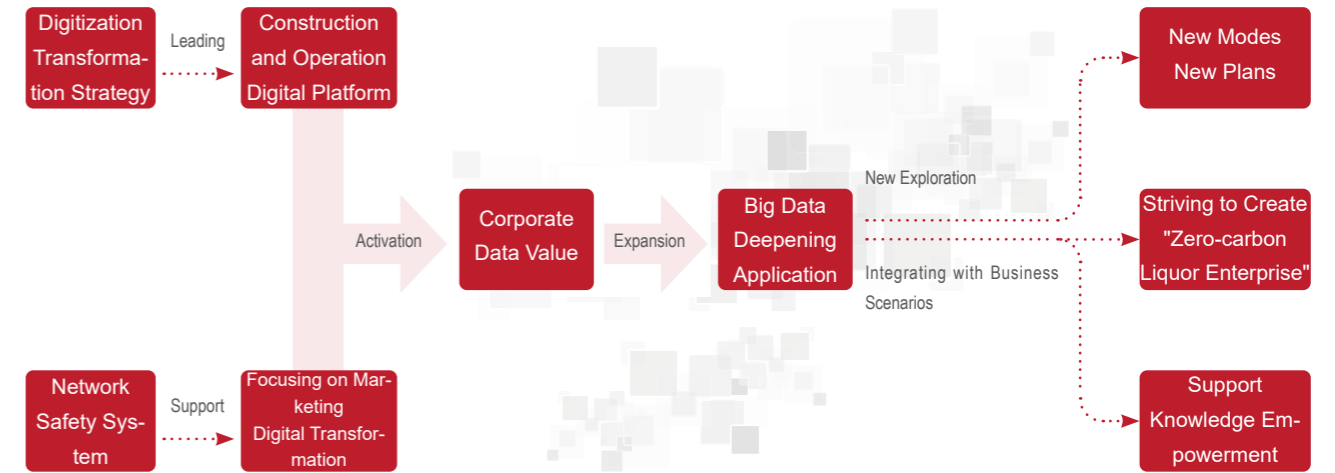 Digitization
Transforma-
tion Strategy
Leading
Construction
and Operation
Digital Platform
Network
Safety Sys-
tem
Support
Focusing on Mar-
keting
Digital Transfor-
mation
Activation
Corporate
Data Value
Expansion
Big Data
Deepening
Application
New Exploration
Integrating with Business
Scenarios
New Modes
New Plans
Striving to Create
"Zero-carbon
Liquor Enterprise"
Support
Knowledge Em-
powerment